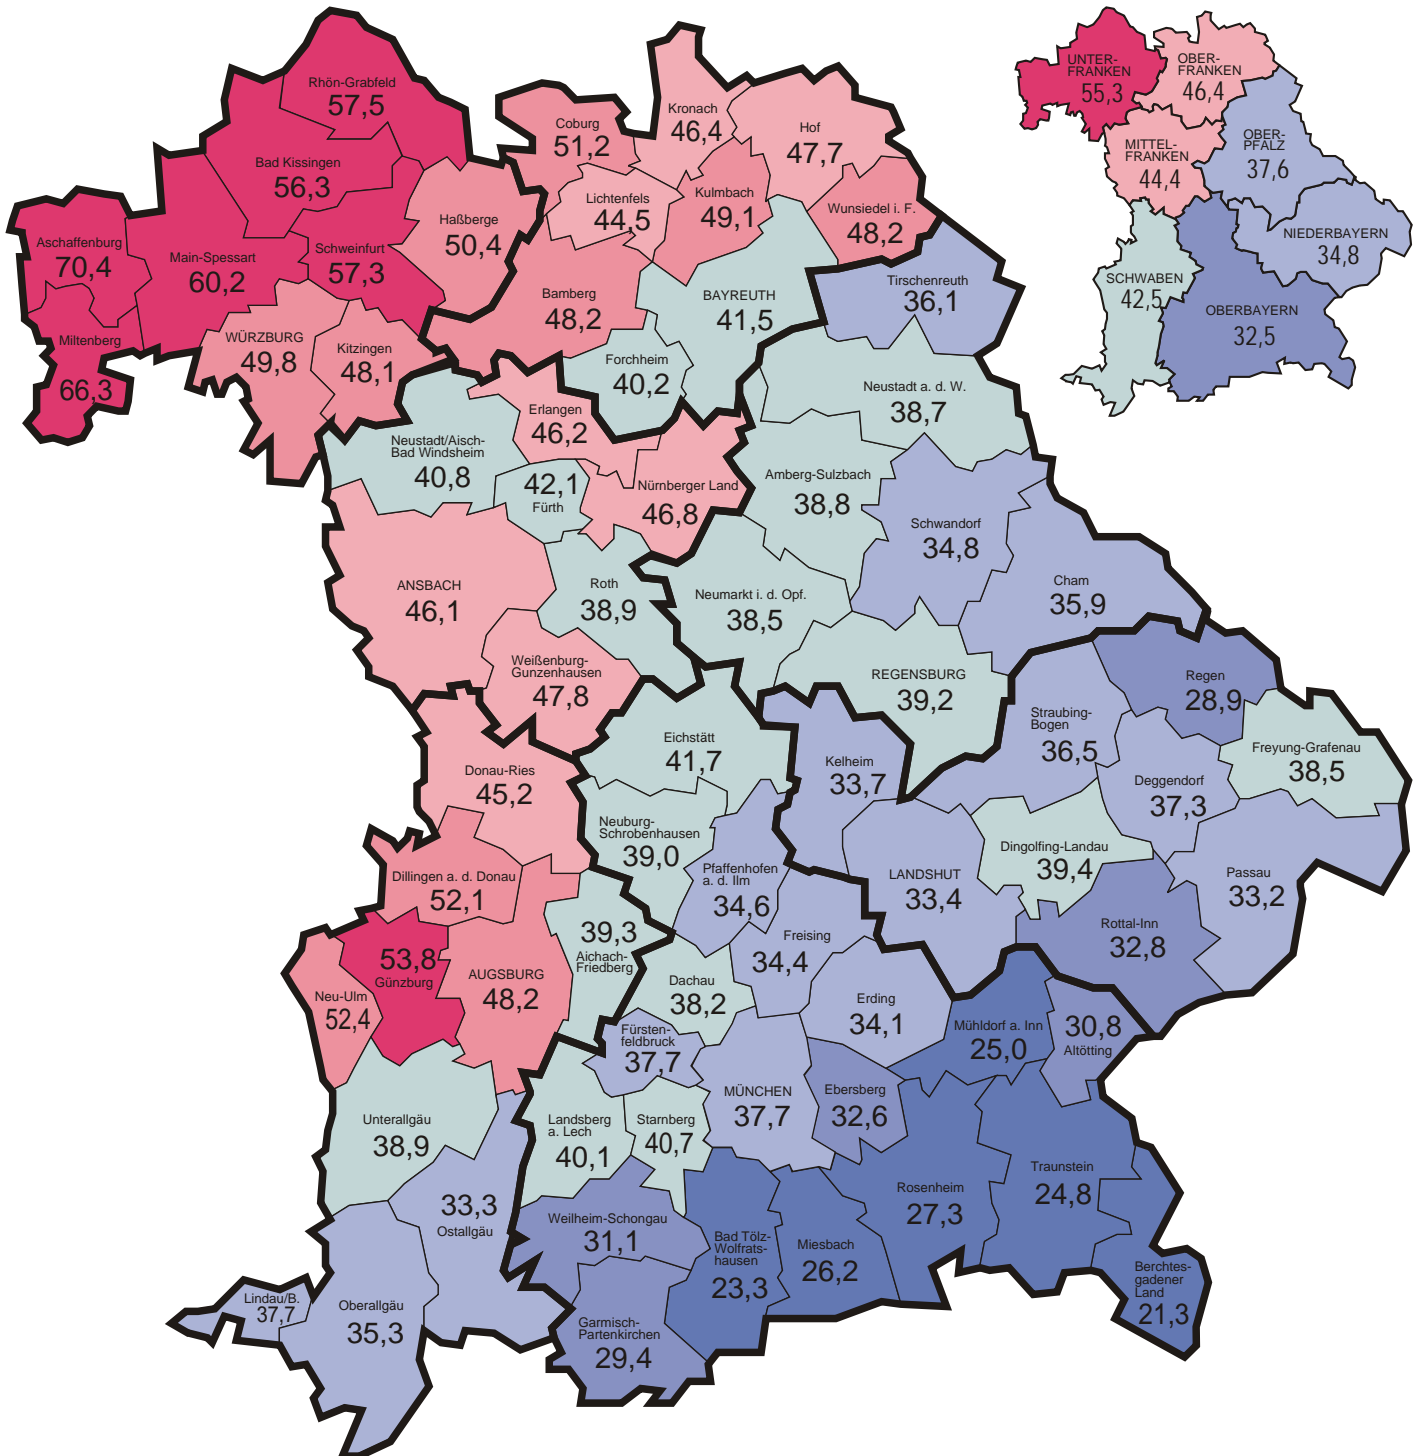 Rhön-Grabfeld
57,5
Bad Kissingen
56,3
Aschaffenburg
70,4
Main-Spessart
60,2
Schweinfurt
57,3
Haßberge
50,4
Miltenberg
66,3
WÜRZBURG
49,8
Kitzingen
48,1
Coburg
51,2
Kronach
46,4
Hof
47,7
Lichtenfels
44,5
Kulmbach
49,1
Wunsiedel i. F.
48,2
Bamberg
48,2
BAYREUTH
41,5
Forchheim
40,2
Tirschenreuth
36,1
Neustadt a. d. W.
38,7
Amberg-Sulzbach
38,8
Schwandorf
34,8
Cham
35,9
Neumarkt i. d. Opf.
38,5
REGENSBURG
39,2
Neustadt/Aisch-
Bad Windsheim
40,8
Erlangen
46,2
42,1
Fürth
Nürnberger Land
46,8
ANSBACH
46,1
Roth
38,9
Weißenburg-
Gunzenhausen
47,8
Regen
28,9
Straubing-
Bogen
36,5
Freyung-Grafenau
38,5
Deggendorf
37,3
Kelheim
33,7
Dingolfing-Landau
39,4
LANDSHUT
33,4
Passau
33,2
Rottal-Inn
32,8
Donau-Ries
45,2
Dillingen a. d. Donau
52,1
53,8
Günzburg
Neu-Ulm
52,4
AUGSBURG
48,2
39,3
Aichach-
Friedberg
Unterallgäu
38,9
33,3
Ostallgäu
Lindau/B.
37,7
Oberallgäu
35,3
Eichstätt
41,7
Neuburg-
Schrobenhausen
39,0
Pfaffenhofen
a. d. Ilm
34,6
Freising
34,4
Dachau
38,2
Erding
34,1
Mühldorf a. Inn
25,0
30,8
Altötting
Fürsten-
feldbruck
37,7
MÜNCHEN
37,7
Ebersberg
32,6
Landsberg
a. Lech
40,1
Starnberg
40,7
Weilheim-Schongau
31,1
Garmisch-
Partenkirchen
29,4
Bad Tölz-
Wolfrats-
hausen
23,3
Miesbach
26,2
Rosenheim
27,3
Traunstein
24,8
Berchtes-
gadener
Land
21,3
UNTER-
FRANKEN
55,3
OBER-
FRANKEN
46,4
MITTEL-
FRANKEN
44,4
OBER-
PFALZ
37,6
NIEDERBAYERN
34,8
SCHWABEN
42,5
OBERBAYERN
32,5